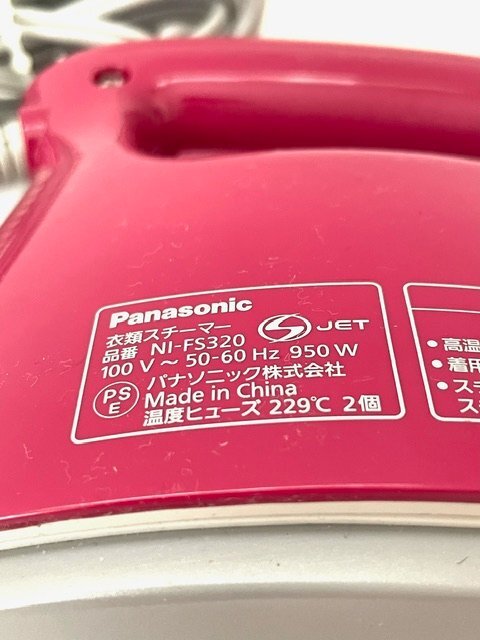 Panasonic
衣類スチーマー
品番 NI-FS320
S JET
100 V ~ 50-60 Hz 950 W
PSE
パナソニック株式会社
Made in China
温度ヒューズ 229℃ 2個
• 高温
• 着用
• スラ